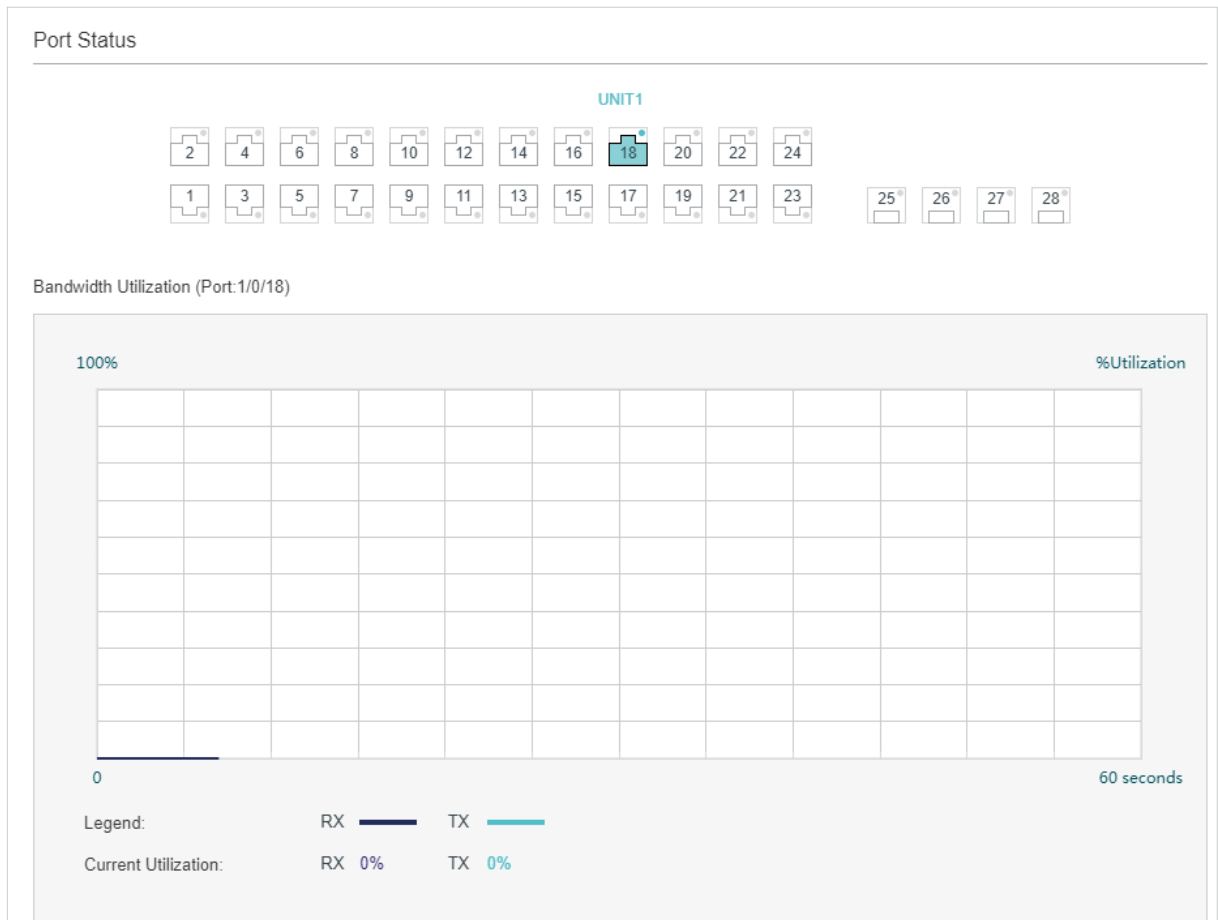 Port Status
UNIT1
2 4 6 8 10 12 14 16 18 20 22 24
1 3 5 7 9 11 13 15 17 19 21 23 25 26 27 28
Bandwidth Utilization (Port:1/0/18)
100% %Utilization
0 60 seconds
Legend: RX TX
Current Utilization: RX 0% TX 0%